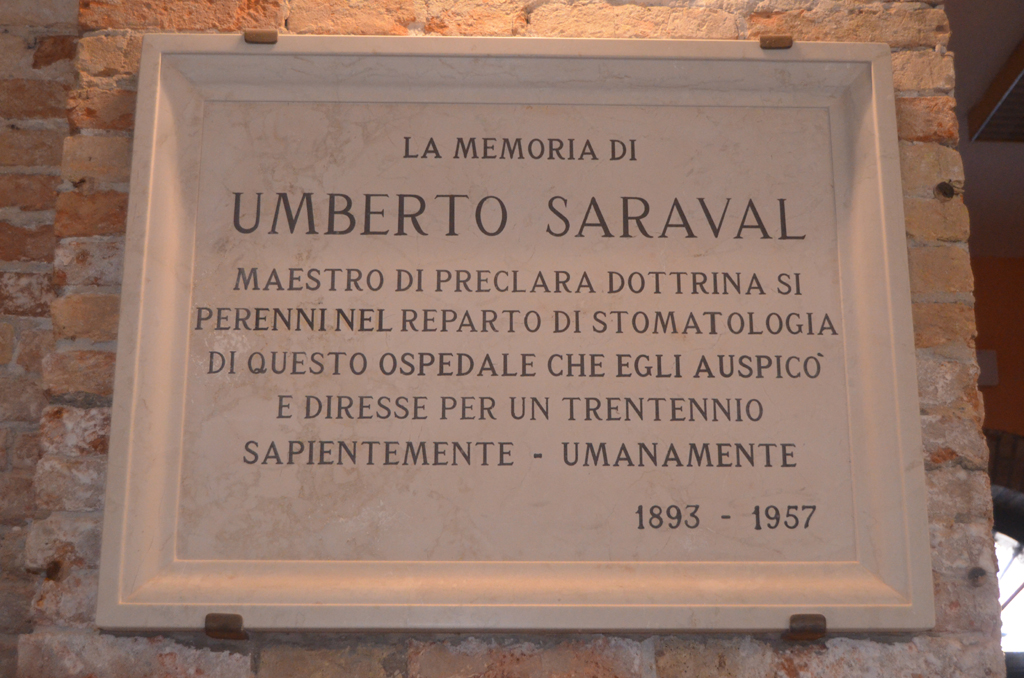 LA MEMORIA DI
UMBERTO SARAVAL
MAESTRO DI PRECLARA DOTTRINA SI
PERENNI NEL REPARTO DI STOMATOLOGIA
DI QUESTO OSPEDALE CHE EGLI AUSPICÒ
E DIRESSE PER UN TRENTENNIO
SAPIENTEMENTE - UMANAMENTE
1893 - 1957